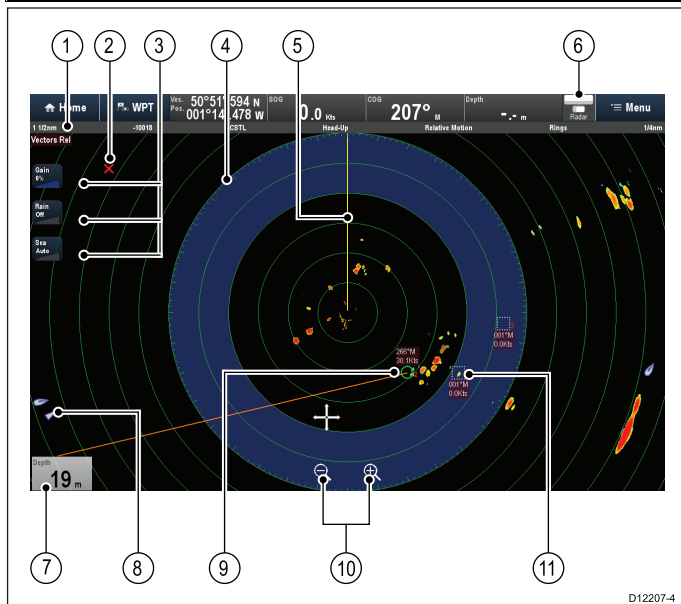 1 2 3 4 5 6
Home
WPT
Ves. 50°51' 594 N
Pos. 001°14 .478 W
SOG
0.0 Kts
COG
207° M
Depth
-.- m
Radar
Menu
1 1/2nm -10018 CSTL Head-Up Relative Motion Rings 1/4nm
Vectors Rel
Gain
0%
Rain
Off
Sea
Auto
001°M
0.0Kts
266°M
30.1Kts
001°M
0.0Kts
Depth
19 m
7 8 9 10 11
D12207-4